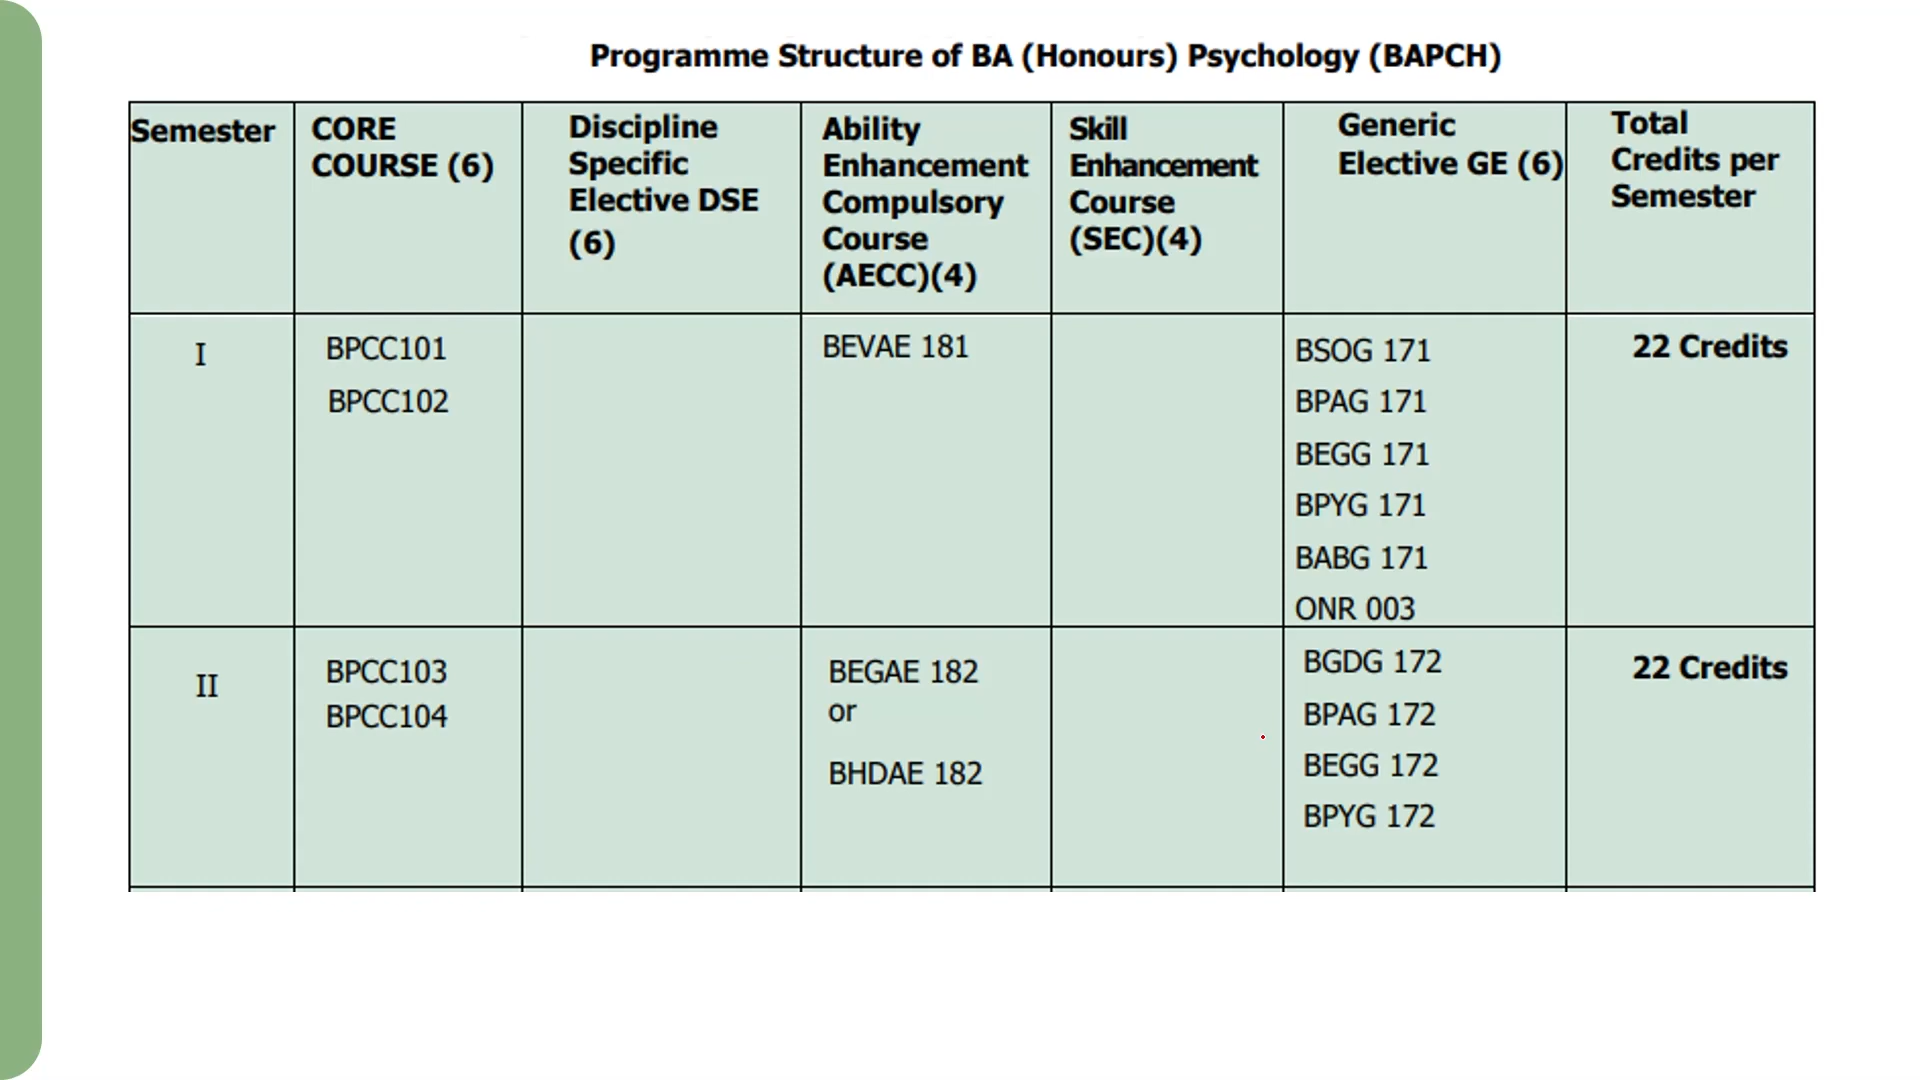 Programme Structure of BA (Honours) Psychology (BAPCH)
Semester
CORE
COURSE (6)
Discipline
Specific
Elective DSE
(6)
Ability
Enhancement
Compulsory
Course
(AECC)(4)
Skill
Enhancement
Course
(SEC)(4)
Generic
Elective GE (6)
Total
Credits per
Semester
I
BPCC101
BPCC102
BEVAE 181
BSOG 171
BPAG 171
BEGG 171
BPYG 171
BABG 171
ONR 003
22 Credits
II
BPCC103
BPCC104
BEGAE 182
or
BHDAE 182
BGDG 172
BPAG 172
BEGG 172
BPYG 172
22 Credits